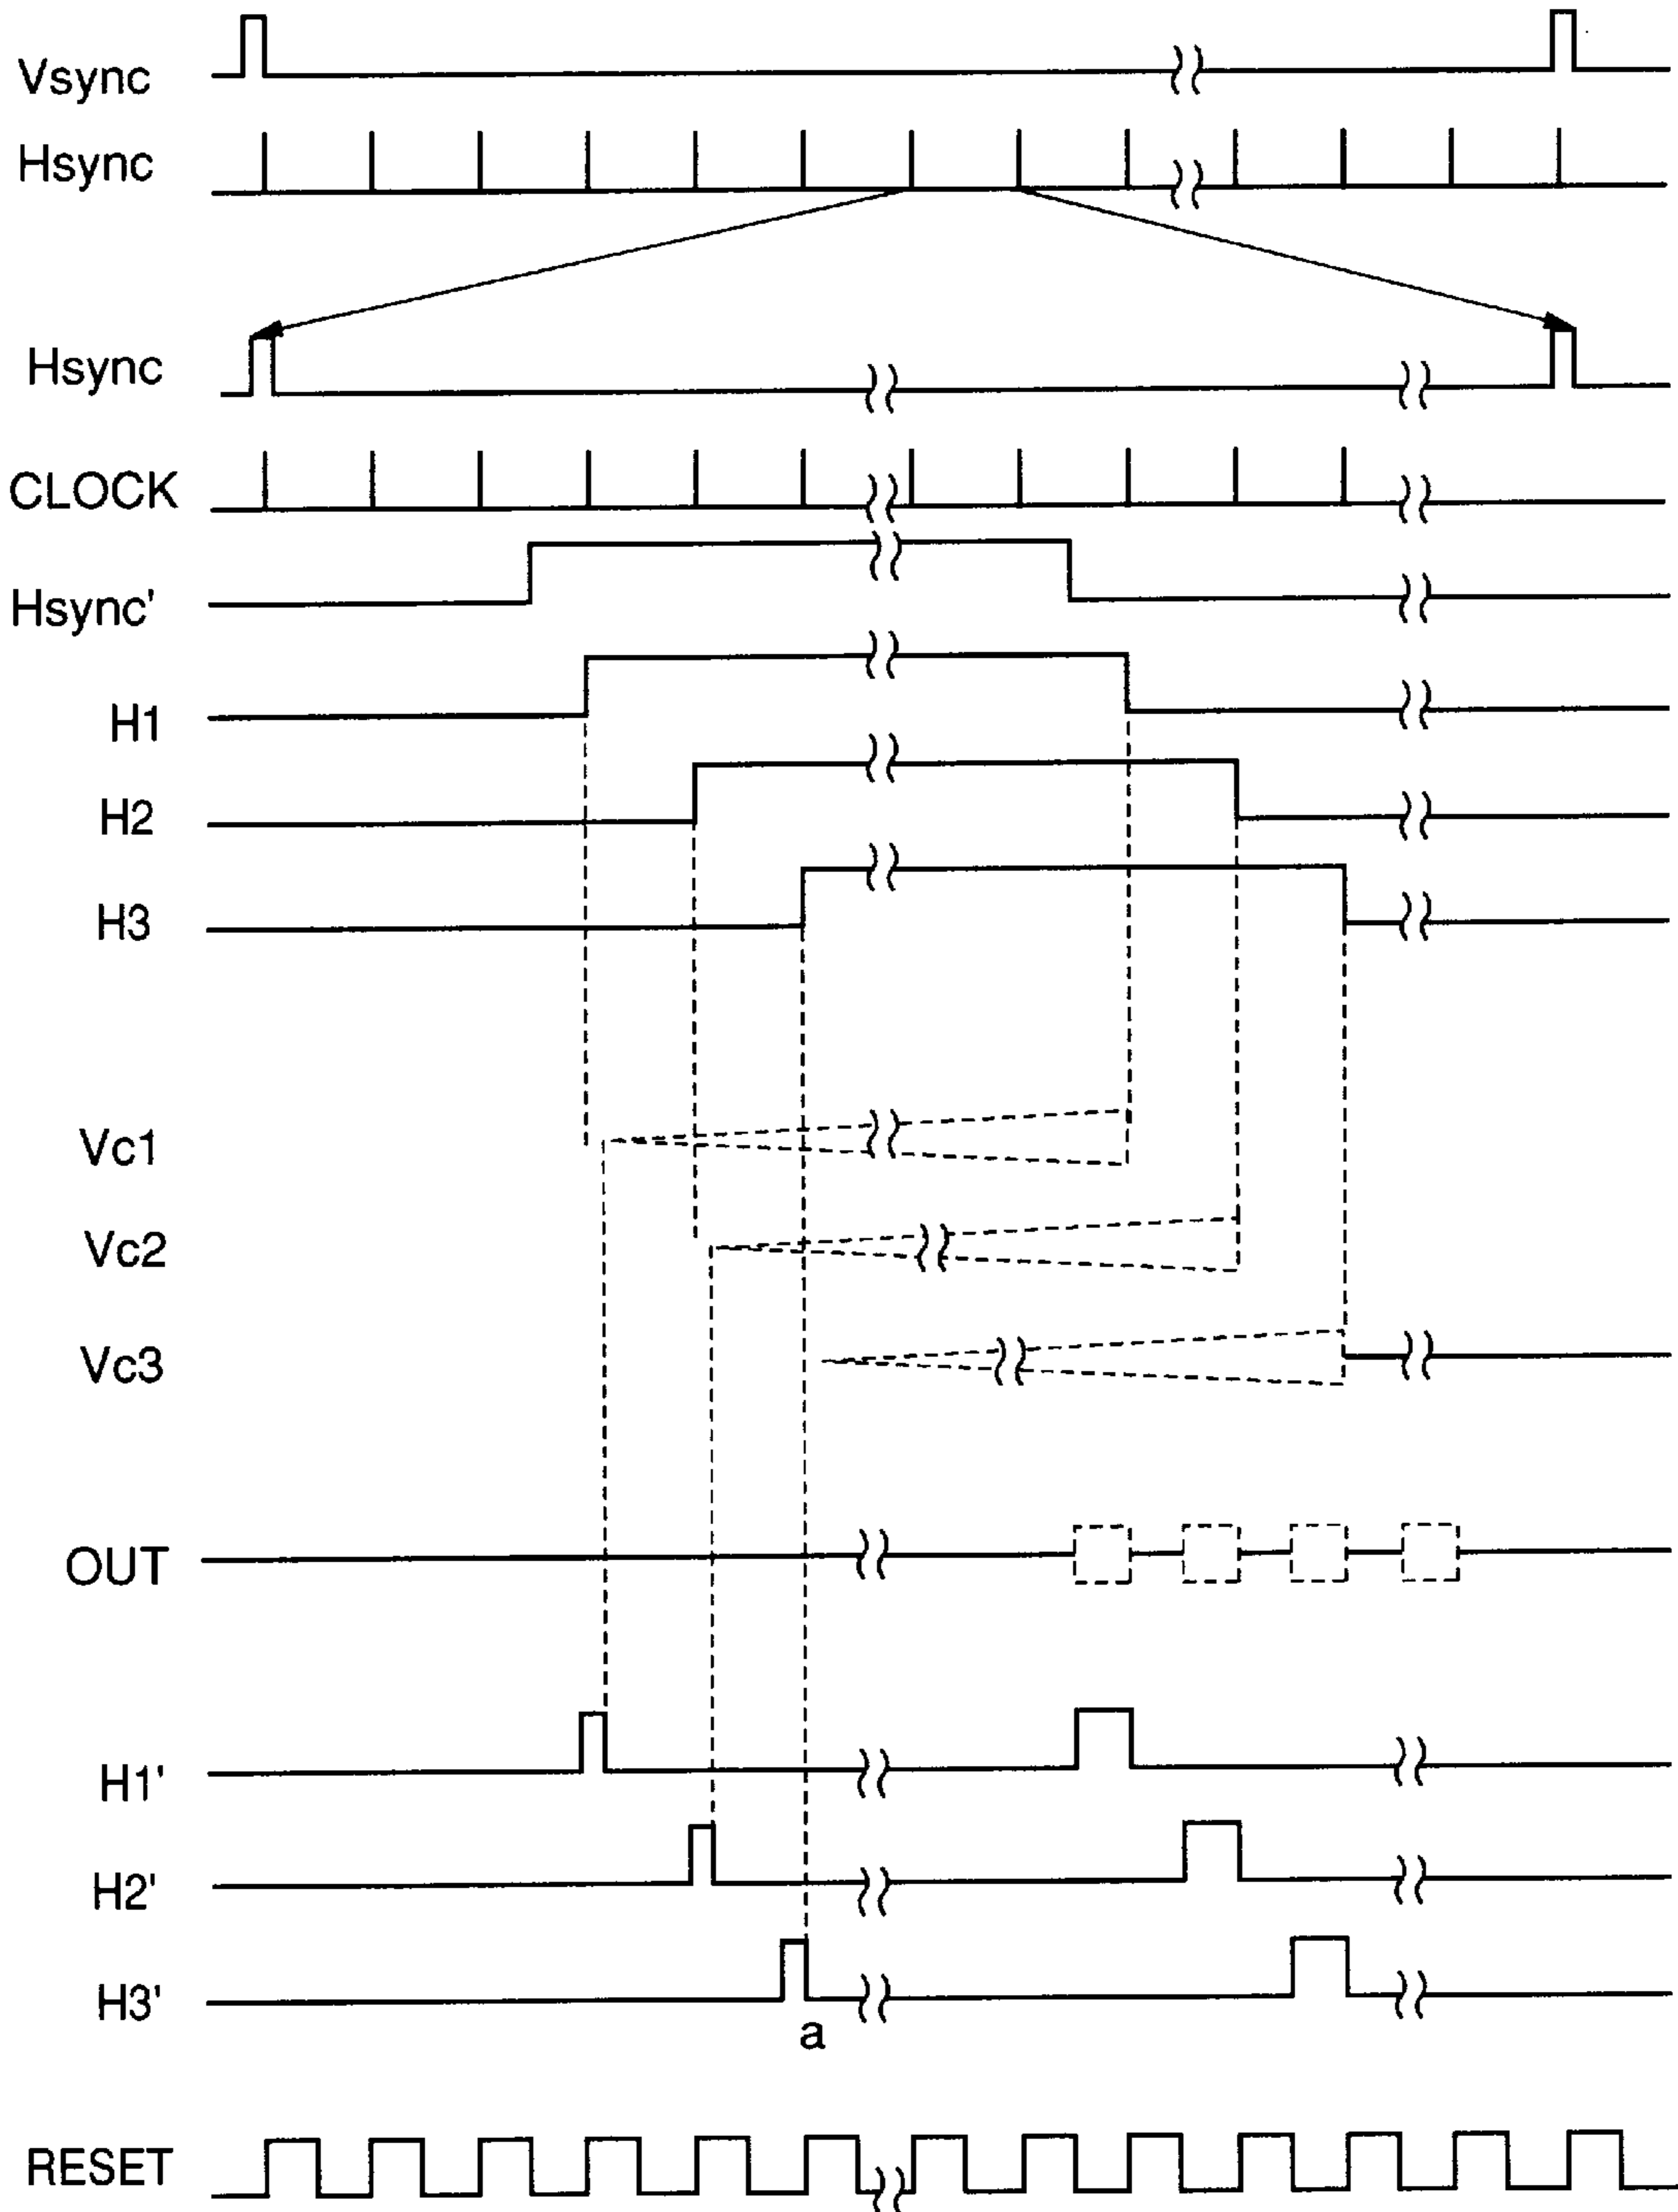 Vsync
Hsync
Hsync
CLOCK
Hsync'
H1
H2
H3
Vc1
Vc2
Vc3
OUT
H1'
H2'
H3'
a
RESET